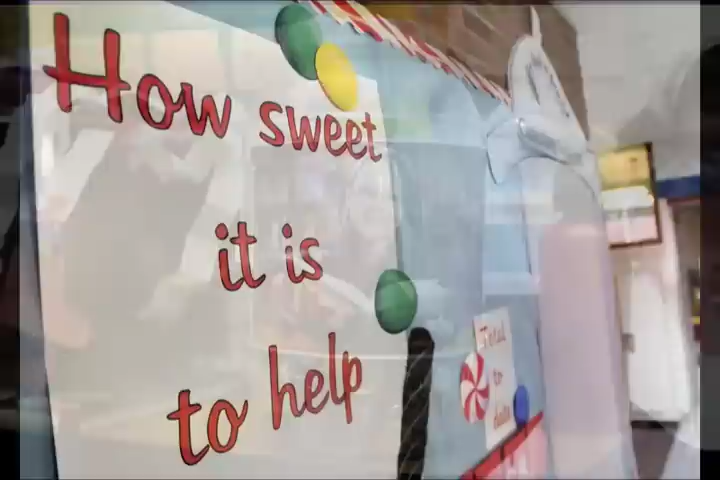 How sweet
it is
to help
Total
to
date